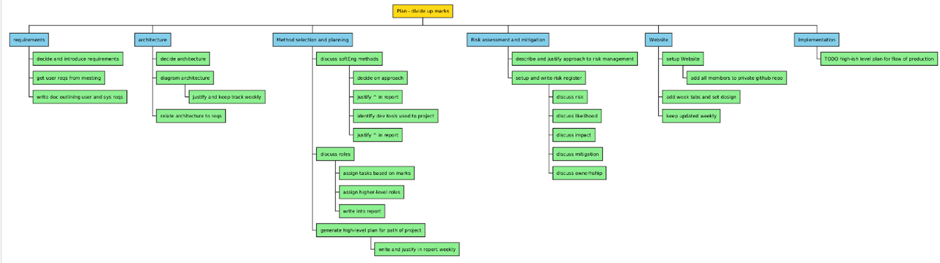 Plan - divide up marks
requirements
decide and introduce requirements
get user reqs from meeting
write doc outlining user and sys reqs
architecture
decide architecture
diagram architecture
justify and keep track weekly
relate architecture to reqs
Method selection and planning
discuss softEng methods
decide on approach
justify ^ in report
identify dev tools used to project
justify ^ in report
discuss roles
assign tasks based on marks
assign higher-level roles
write into report
generate high-level plan for path of project
write and justify in report weekly
Risk assessment and mitigation
describe and justify approach to risk management
setup and write risk register
discuss risk
discuss likelihood
discuss impact
discuss mitigation
discuss ownership
Website
setup Website
add all members to private github repo
add work tabs and set design
keep updated weekly
Implementation
TODO high-ish level plan for flow of production